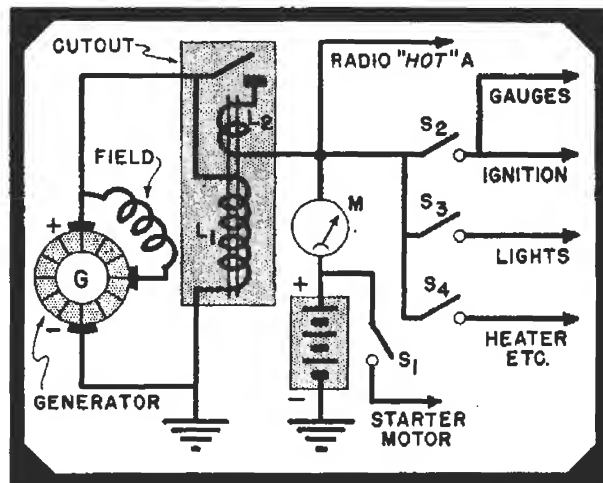 CUTOUT
RADIO "HOT" A
GAUGES
L2
S2
FIELD
IGNITION
M
+
L1
S3
G
LIGHTS
+
S4
-
HEATER
ETC.
S1
GENERATOR
-
STARTER
MOTOR